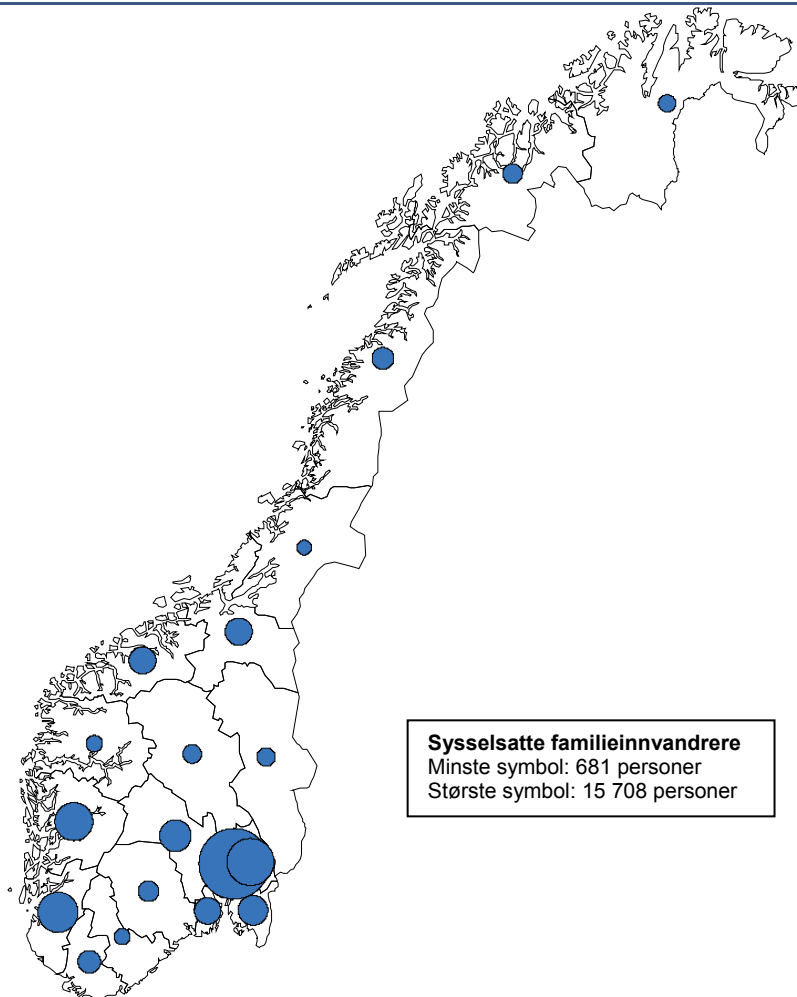 Sysselsatte familieinnvandrere
Minste symbol: 681 personer
Største symbol: 15 708 personer